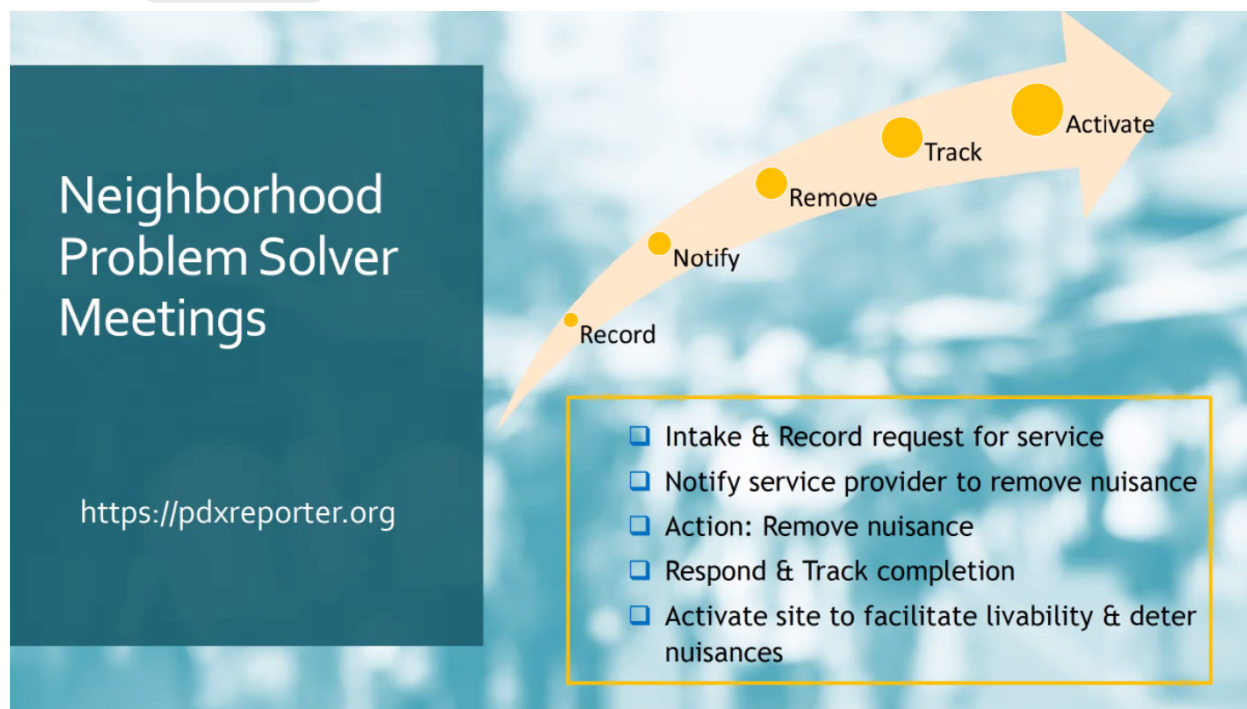 Neighborhood
Problem Solver
Meetings
https://pdxreporter.org
Record
Notify
Remove
Track
Activate
Intake & Record request for service
Notify service provider to remove nuisance
Action: Remove nuisance
Respond & Track completion
Activate site to facilitate livability & deter
nuisances